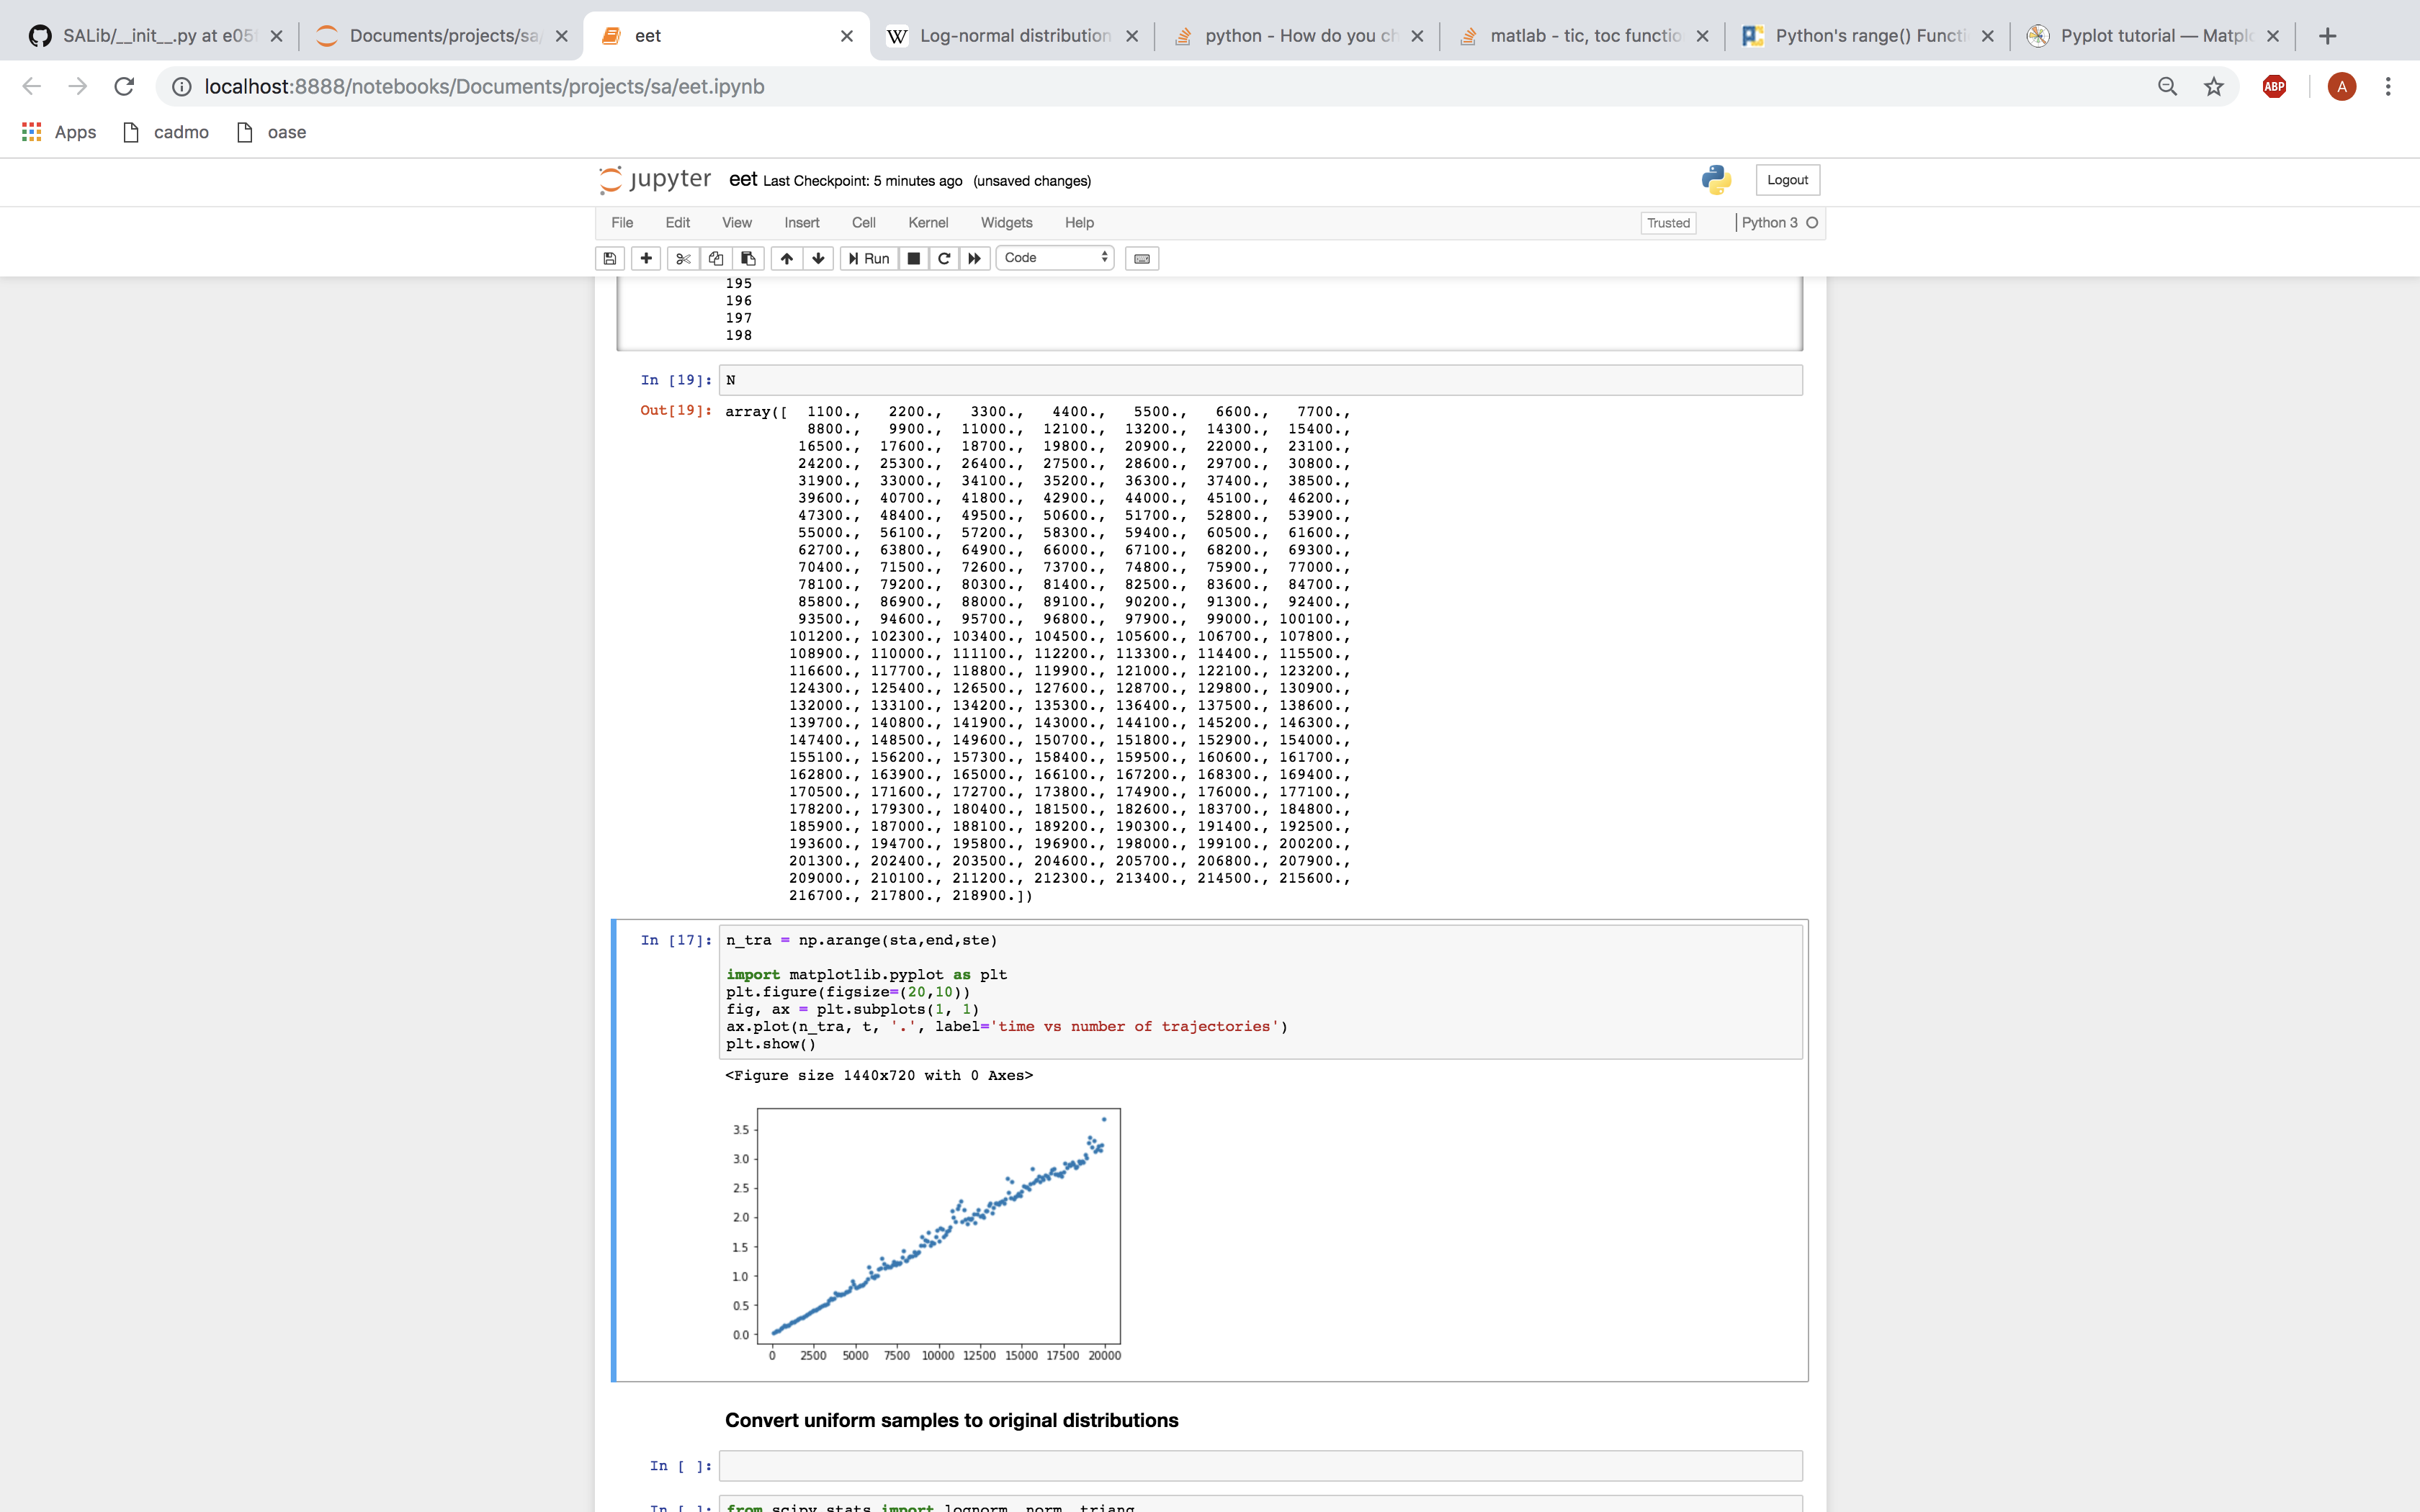 SALib/__init__.py at e05
Documents/projects/sa/
eet
Log-normal distribution
python - How do you ch
matlab - tic, toc functio
Python's range() Functi
Pyplot tutorial — Matplo
localhost:8888/notebooks/Documents/projects/sa/eet.ipynb
ABP
A
Apps
cadmo
oase
jupyter
eet Last Checkpoint: 5 minutes ago (unsaved changes)
Logout
File Edit View Insert Cell Kernel Widgets Help
Trusted
Python 3
Run
Code
195
196
197
198
In [19]: N
Out[19]: array([ 1100., 2200., 3300., 4400., 5500., 6600., 7700.,
8800., 9900., 11000., 12100., 13200., 14300., 15400.,
16500., 17600., 18700., 19800., 20900., 22000., 23100.,
24200., 25300., 26400., 27500., 28600., 29700., 30800.,
31900., 33000., 34100., 35200., 36300., 37400., 38500.,
39600., 40700., 41800., 42900., 44000., 45100., 46200.,
47300., 48400., 49500., 50600., 51700., 52800., 53900.,
55000., 56100., 57200., 58300., 59400., 60500., 61600.,
62700., 63800., 64900., 66000., 67100., 68200., 69300.,
70400., 71500., 72600., 73700., 74800., 75900., 77000.,
78100., 79200., 80300., 81400., 82500., 83600., 84700.,
85800., 86900., 88000., 89100., 90200., 91300., 92400.,
93500., 94600., 95700., 96800., 97900., 99000., 100100.,
101200., 102300., 103400., 104500., 105600., 106700., 107800.,
108900., 110000., 111100., 112200., 113300., 114400., 115500.,
116600., 117700., 118800., 119900., 121000., 122100., 123200.,
124300., 125400., 126500., 127600., 128700., 129800., 130900.,
132000., 133100., 134200., 135300., 136400., 137500., 138600.,
139700., 140800., 141900., 143000., 144100., 145200., 146300.,
147400., 148500., 149600., 150700., 151800., 152900., 154000.,
155100., 156200., 157300., 158400., 159500., 160600., 161700.,
162800., 163900., 165000., 166100., 167200., 168300., 169400.,
170500., 171600., 172700., 173800., 174900., 176000., 177100.,
178200., 179300., 180400., 181500., 182600., 183700., 184800.,
185900., 187000., 188100., 189200., 190300., 191400., 192500.,
193600., 194700., 195800., 196900., 198000., 199100., 200200.,
201300., 202400., 203500., 204600., 205700., 206800., 207900.,
209000., 210100., 211200., 212300., 213400., 214500., 215600.,
216700., 217800., 218900.])
In [17]: n_tra = np.arange(sta,end,ste)
import matplotlib.pyplot as plt
plt.figure(figsize=(20,10))
fig, ax = plt.subplots(1, 1)
ax.plot(n_tra, t, '.', label='time vs number of trajectories')
plt.show()
<Figure size 1440x720 with 0 Axes>
3.5
3.0
2.5
2.0
1.5
1.0
0.5
0.0
0 2500 5000 7500 10000 12500 15000 17500 20000
Convert uniform samples to original distributions
In [ ]:
In [ ]: from scipy.stats import lognorm, norm, triang